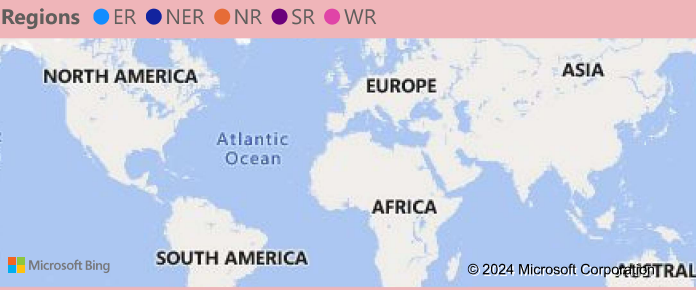 Regions ER NER NR SR WR
NORTH AMERICA
EUROPE
ASIA
Atlantic
Ocean
AFRICA
SOUTH AMERICA
Microsoft Bing
© 2024 Microsoft Corporation
AUSTRAL